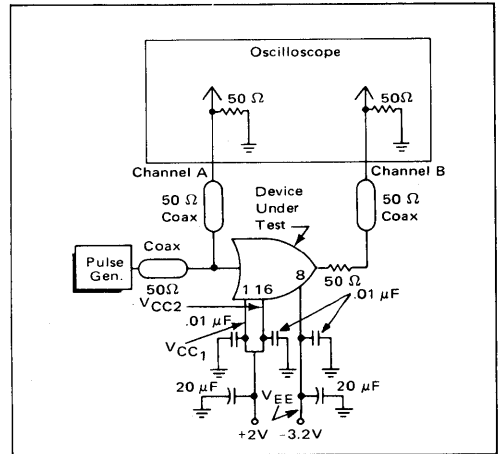 Oscilloscope
50 Ω
50Ω
Channel A
Channel B
50 Ω
Coax
Device
Under
Test
50 Ω
Coax
Pulse
Gen.
Coax
50Ω
1 16
8
50 Ω
VCC2
.01 μF
.01 μF
VCC1
20 μF
VEE
20 μF
+2V
-3.2V